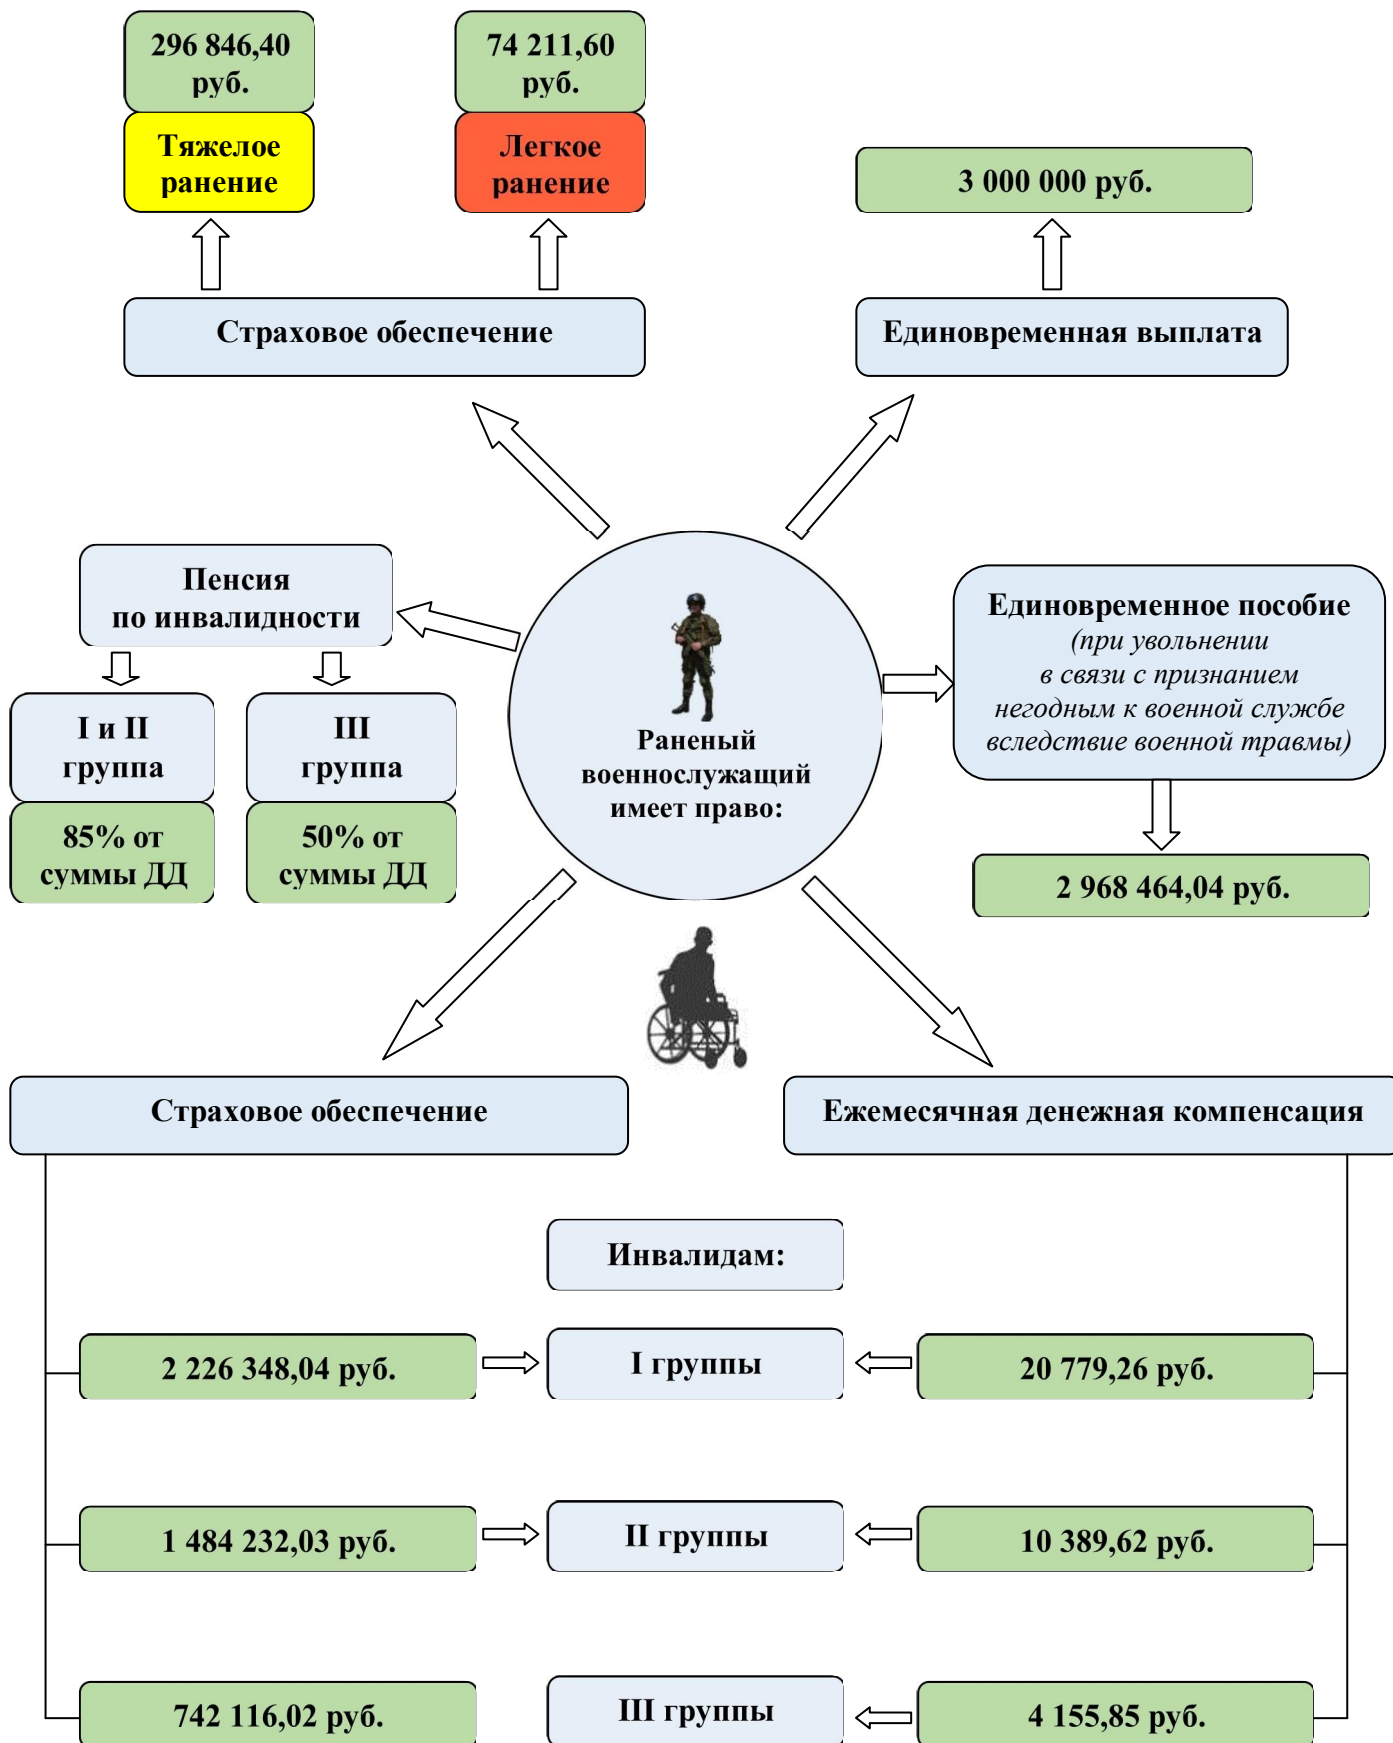 296 846,40
руб.
Тяжелое
ранение
74 211,60
руб.
Легкое
ранение
3 000 000 руб.
Страховое обеспечение
Единовременная выплата
Пенсия
по инвалидности
I и II
группа
85% от
суммы ДД
III
группа
50% от
суммы ДД
Раненый
военнослужащий
имеет право:
Единовременное пособие
(при увольнении
в связи с признанием
негодным к военной службе
вследствие военной травмы)
2 968 464,04 руб.
Страховое обеспечение
Ежемесячная денежная компенсация
Инвалидам:
2 226 348,04 руб.
I группы
20 779,26 руб.
1 484 232,03 руб.
II группы
10 389,62 руб.
742 116,02 руб.
III группы
4 155,85 руб.